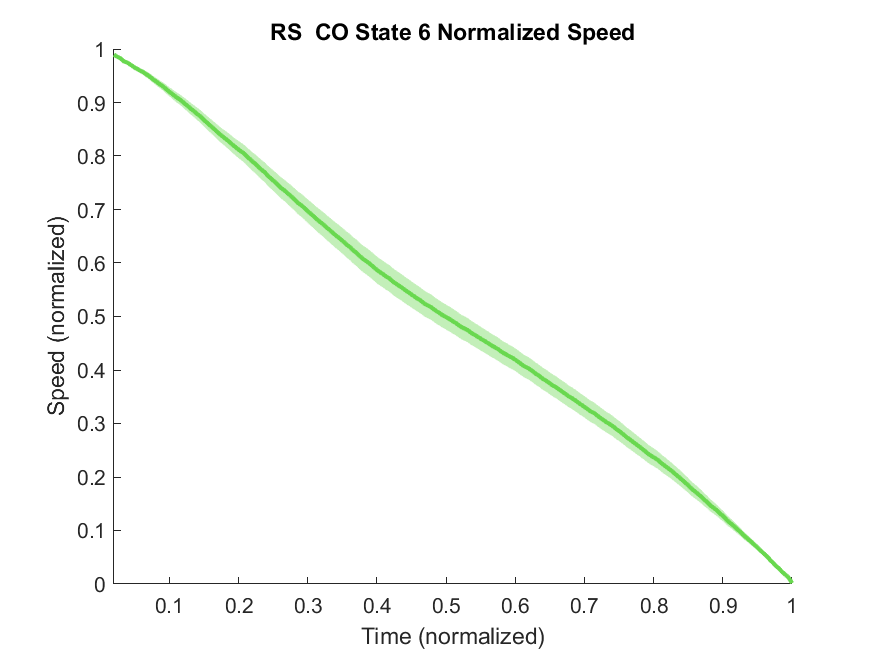 RS  CO State 6 Normalized Speed
1
0.9
0.8
0.7
0.6
0.5
0.4
0.3
0.2
0.1
0
Speed (normalized)
0.1 0.2 0.3 0.4 0.5 0.6 0.7 0.8 0.9 1
Time (normalized)